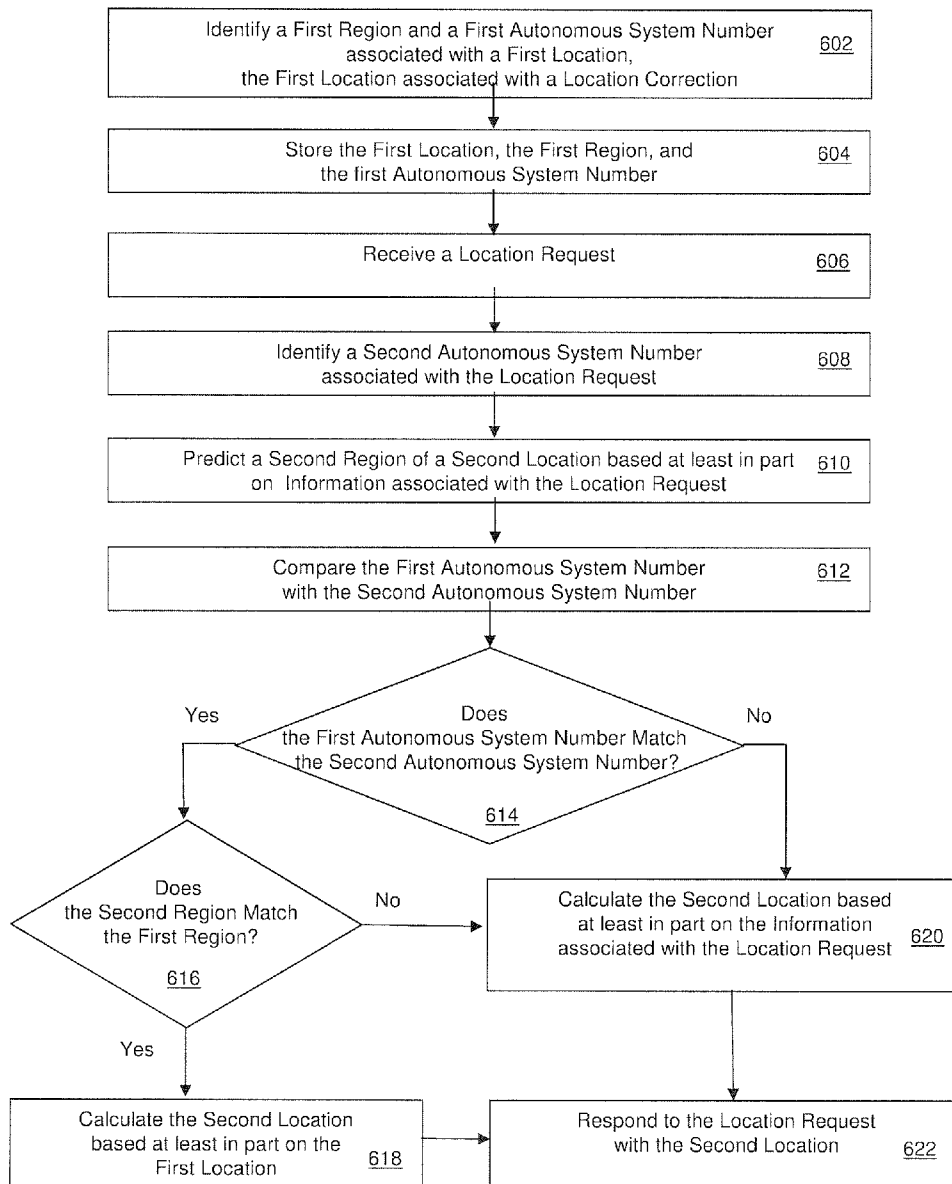 Identify a First Region and a First Autonomous System Number
associated with a First Location,
the First Location associated with a Location Correction
602
Store the First Location, the First Region, and
the first Autonomous System Number
604
Receive a Location Request
606
Identify a Second Autonomous System Number
associated with the Location Request
608
Predict a Second Region of a Second Location based at least in part
on Information associated with the Location Request
610
Compare the First Autonomous System Number
with the Second Autonomous System Number
612
Yes
Does
the First Autonomous System Number Match
the Second Autonomous System Number?
614
No
Does
the Second Region Match
the First Region?
616
No
Calculate the Second Location based
at least in part on the Information
associated with the Location Request
620
Yes
Calculate the Second Location
based at least in part on the
First Location
618
Respond to the Location Request
with the Second Location
622